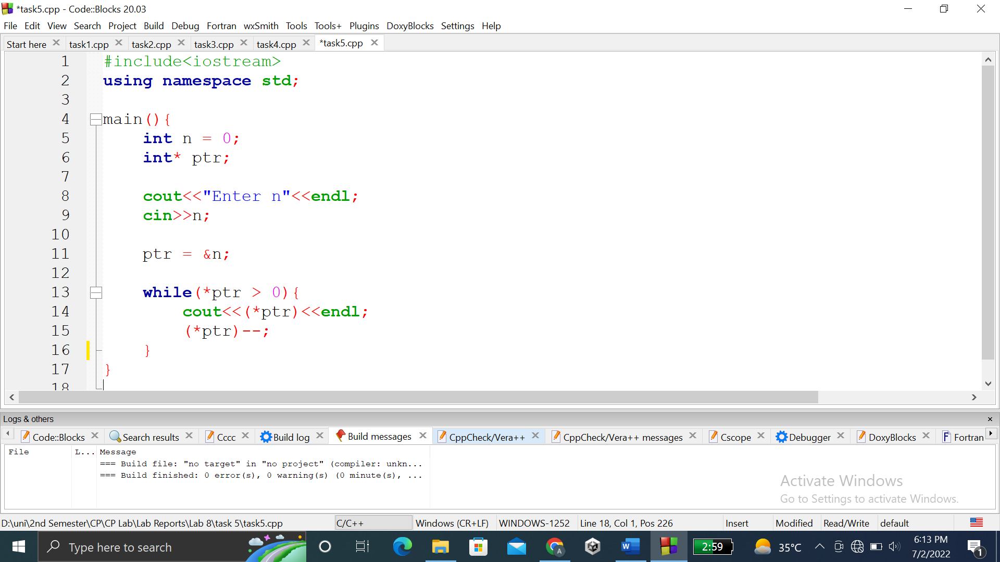 *task5.cpp - Code::Blocks 20.03
File Edit View Search Project Build Debug Fortran wxSmith Tools Tools+ Plugins DoxyBlocks Settings Help
Start here task1.cpp task2.cpp task3.cpp task4.cpp *task5.cpp
1 #include<iostream>
2 using namespace std;
3
4 main(){
5 int n = 0;
6 int* ptr;
7
8 cout<<"Enter n"<<endl;
9 cin>>n;
10
11 ptr = &n;
12
13 while(*ptr > 0){
14 cout<<(*ptr)<<endl;
15 (*ptr)--;
16 }
17 }
18
Logs & others
Code::Blocks Search results Cccc Build log Build messages CppCheck/Vera++ CppCheck/Vera++ messages Cscope Debugger DoxyBlocks Fortran
File L... Message
=== Build file: "no target" in "no project" (compiler: unkn...
=== Build finished: 0 error(s), 0 warning(s) (0 minute(s), ...
Activate Windows
Go to Settings to activate Windows.
D:\uni\2nd Semester\CP\CP Lab\Lab Reports\Lab 8\task 5\task5.cpp C/C++ Windows (CR+LF) WINDOWS-1252 Line 18, Col 1, Pos 226 Insert Modified Read/Write default
Type here to search 2:59 35°C 6:13 PM
7/2/2022 1